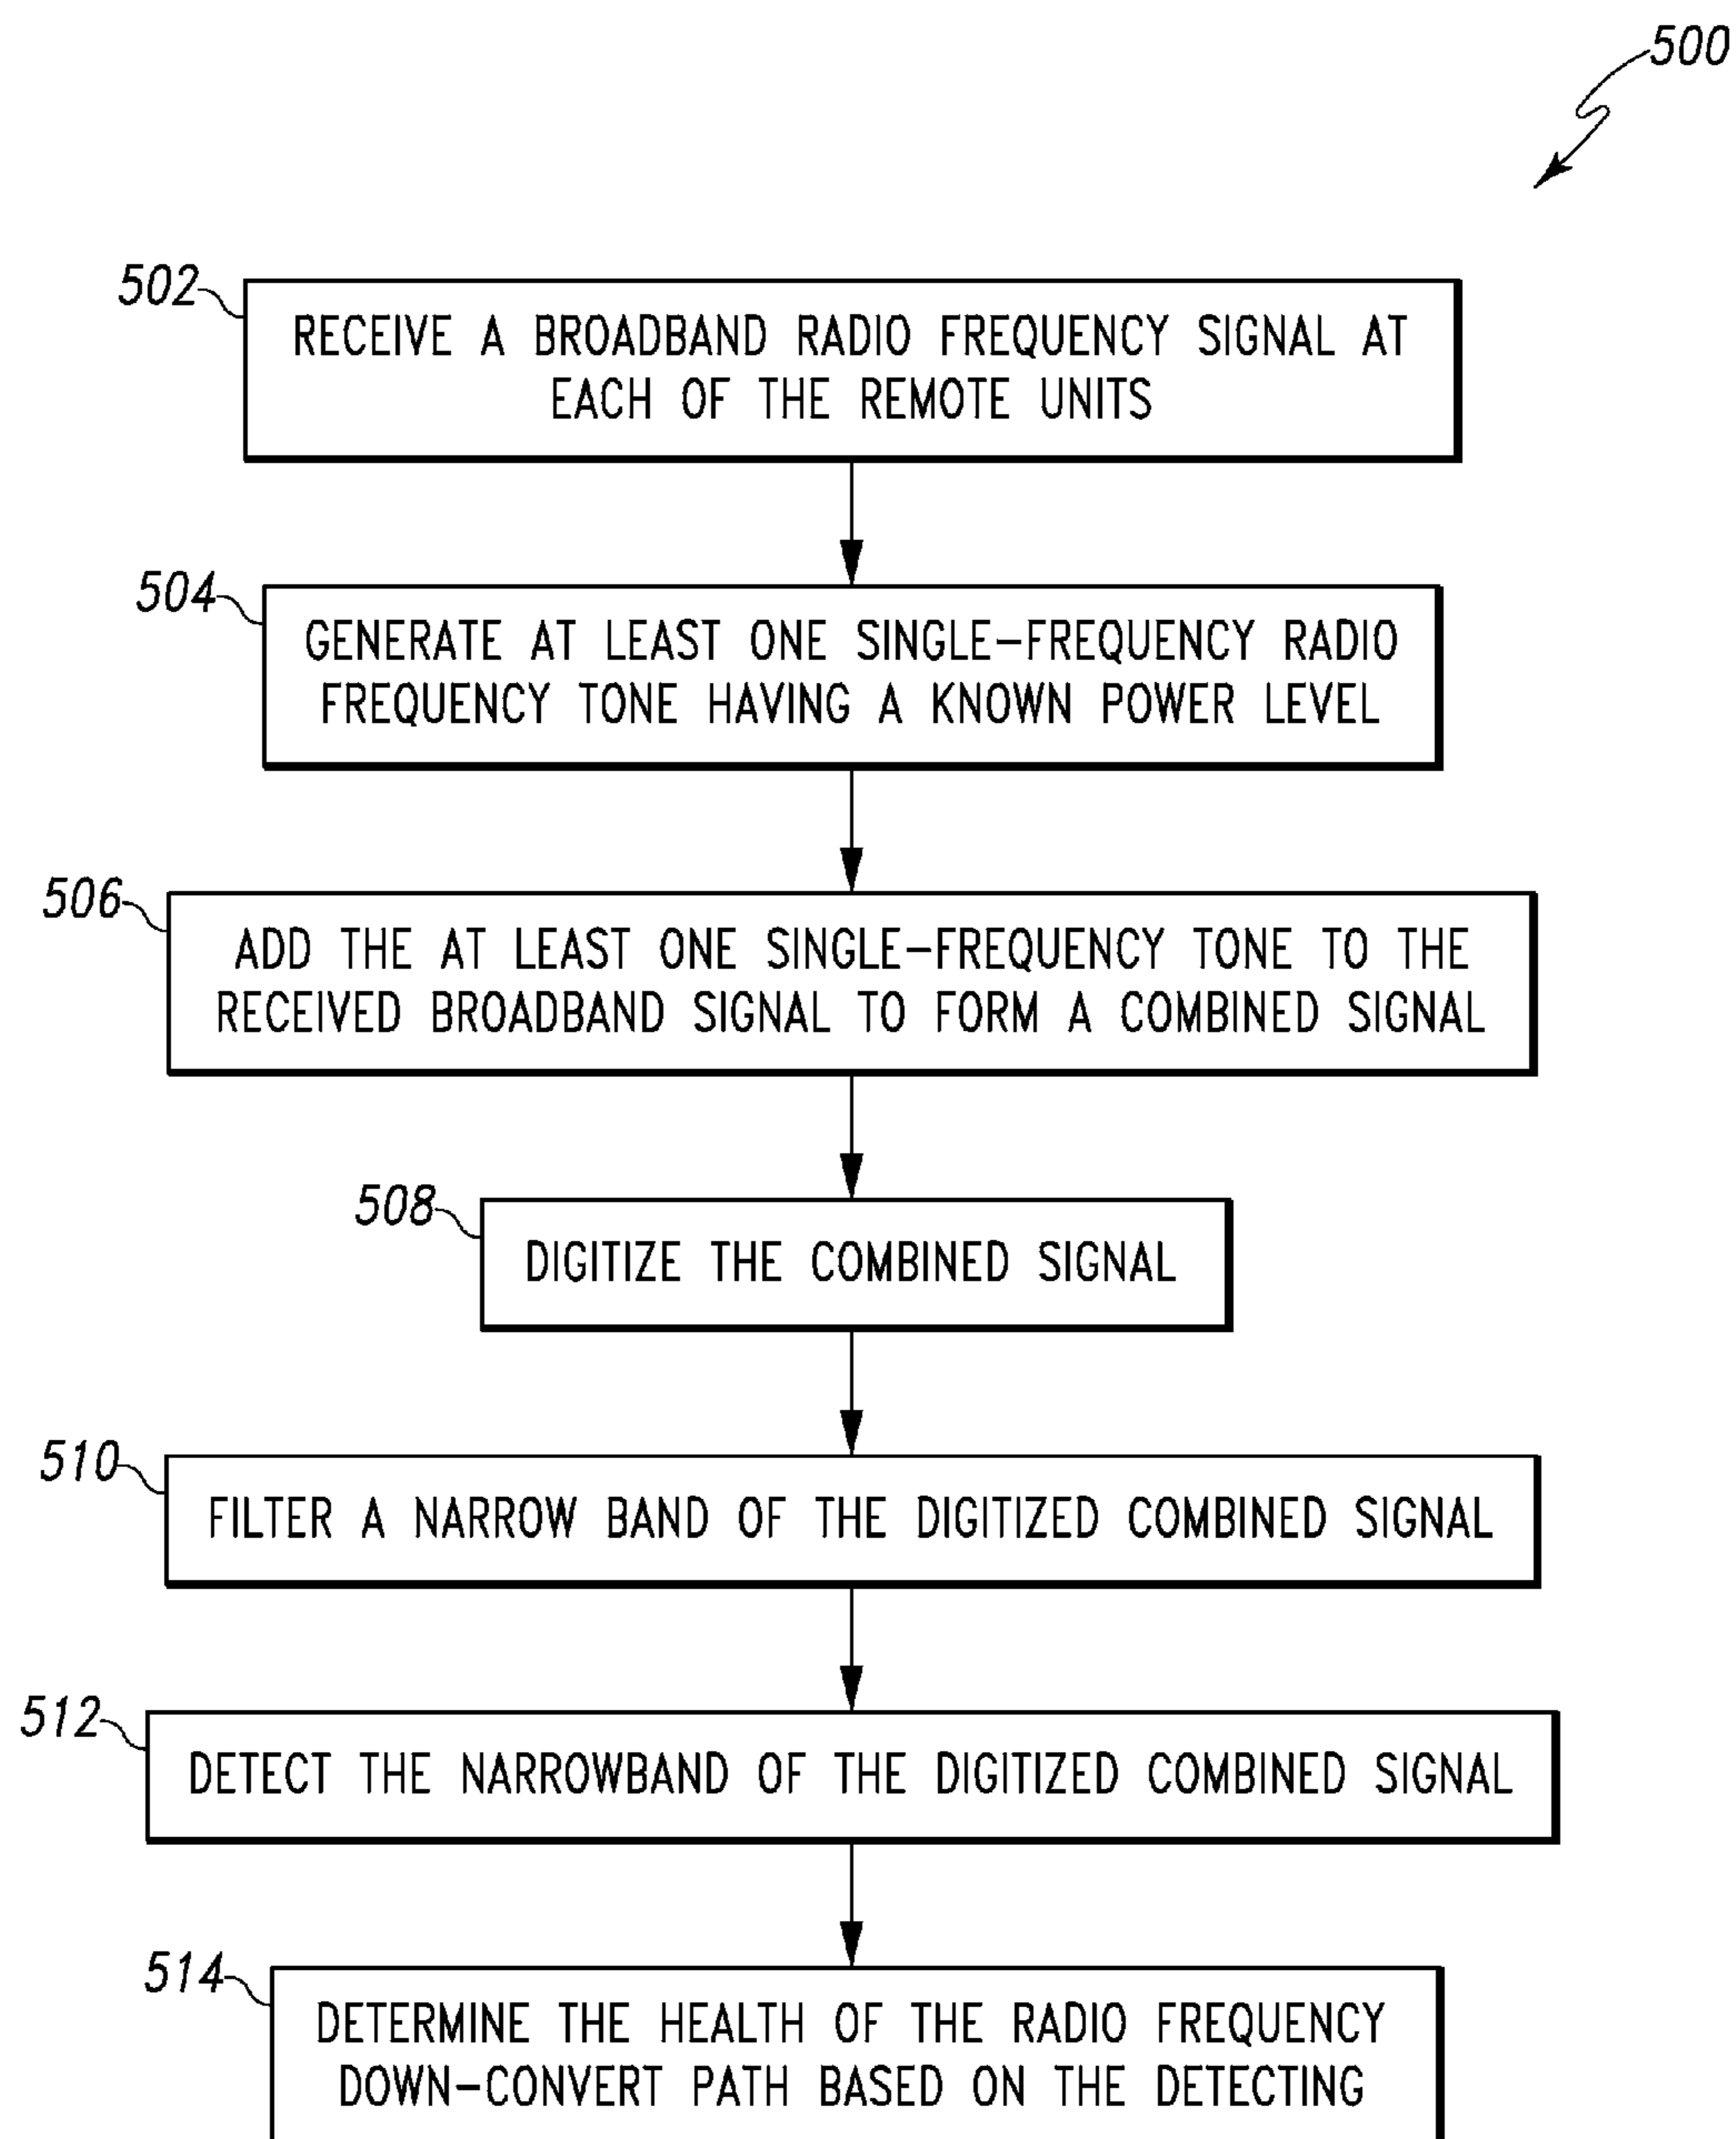 500
502
RECEIVE A BROADBAND RADIO FREQUENCY SIGNAL AT
EACH OF THE REMOTE UNITS
504
GENERATE AT LEAST ONE SINGLE-FREQUENCY RADIO
FREQUENCY TONE HAVING A KNOWN POWER LEVEL
506
ADD THE AT LEAST ONE SINGLE-FREQUENCY TONE TO THE
RECEIVED BROADBAND SIGNAL TO FORM A COMBINED SIGNAL
508
DIGITIZE THE COMBINED SIGNAL
510
FILTER A NARROW BAND OF THE DIGITIZED COMBINED SIGNAL
512
DETECT THE NARROWBAND OF THE DIGITIZED COMBINED SIGNAL
514
DETERMINE THE HEALTH OF THE RADIO FREQUENCY
DOWN-CONVERT PATH BASED ON THE DETECTING